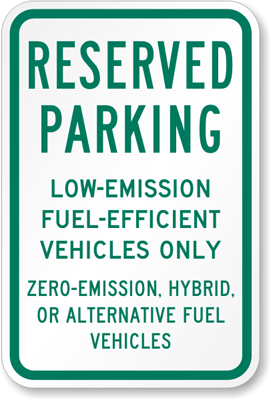 RESERVED
PARKING
LOW-EMISSION
FUEL-EFFICIENT
VEHICLES ONLY
ZERO-EMISSION, HYBRID,
OR ALTERNATIVE FUEL
VEHICLES